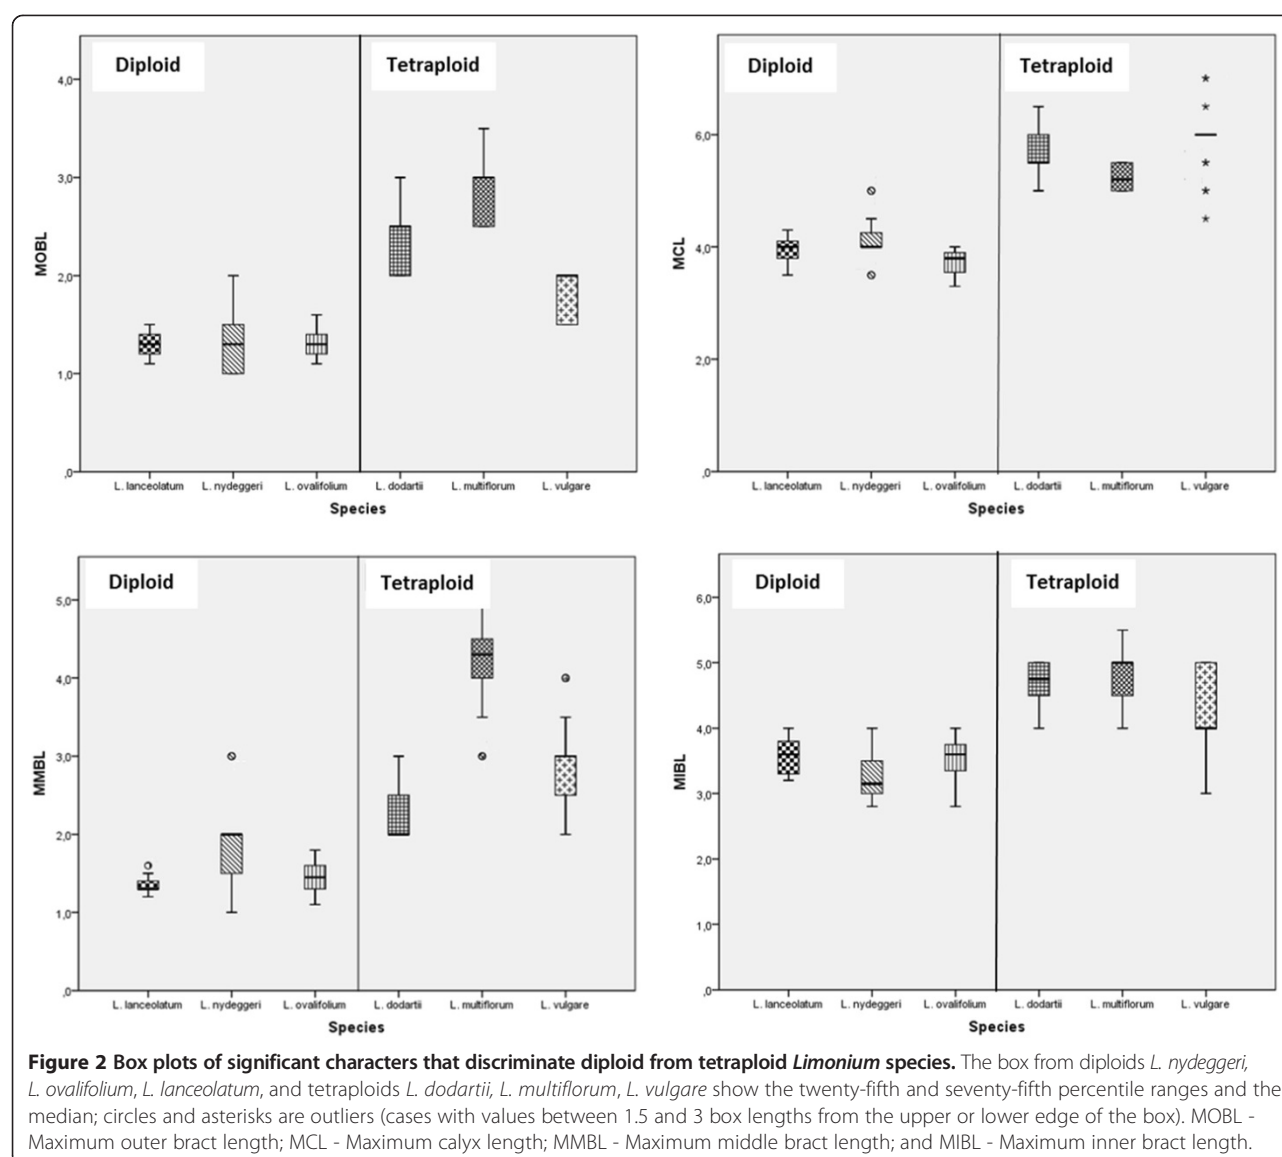 Diploid
Tetraploid
4,0
3,0
2,0
1,0
,0
MOBL
L. lanceolatum L. nydeggeri L. ovalifolium L. dodartii L. multiflorum L. vulgare
Species
Diploid
Tetraploid
6,0
4,0
2,0
,0
MCL
L. lanceolatum L. nydeggeri L. ovalifolium L. dodartii L. multiflorum L. vulgare
Species
Diploid
Tetraploid
5,0
4,0
3,0
2,0
1,0
,0
MMBL
L. lanceolatum L. nydeggeri L. ovalifolium L. dodartii L. multiflorum L. vulgare
Species
Diploid
Tetraploid
6,0
5,0
4,0
3,0
2,0
1,0
,0
MIBL
L. lanceolatum L. nydeggeri L. ovalifolium L. dodartii L. multiflorum L. vulgare
Species
Figure 2 Box plots of significant characters that discriminate diploid from tetraploid Limonium species. The box from diploids L. nydeggeri,
L. ovalifolium, L. lanceolatum, and tetraploids L. dodartii, L. multiflorum, L. vulgare show the twenty-fifth and seventy-fifth percentile ranges and the
median; circles and asterisks are outliers (cases with values between 1.5 and 3 box lengths from the upper or lower edge of the box). MOBL -
Maximum outer bract length; MCL - Maximum calyx length; MMBL - Maximum middle bract length; and MIBL - Maximum inner bract length.